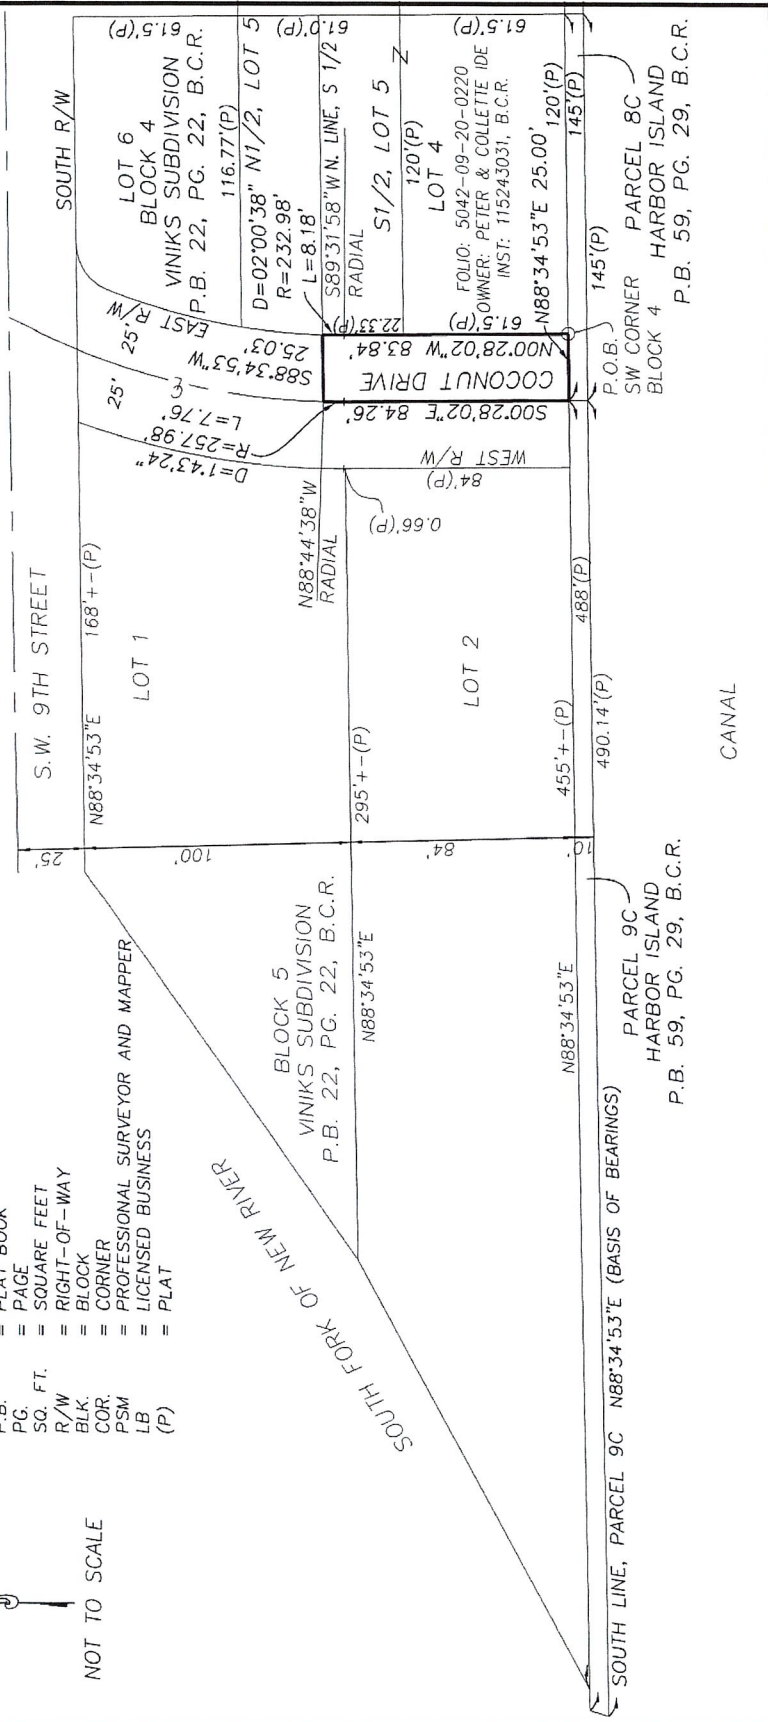 P.B. = PLAT BOOK
PG. = PAGE
SQ. FT. = SQUARE FEET
R/W = RIGHT-OF-WAY
BLK. = BLOCK
COR. = CORNER
PSM = PROFESSIONAL SURVEYOR AND MAPPER
LB = LICENSED BUSINESS
(P) = PLAT
NOT TO SCALE
S.W. 9TH STREET
SOUTH R/W
25'
N88°34'53"E
168'+-(P)
100'
LOT 1
SOUTH FORK OF NEW RIVER
BLOCK 5
VINIKS SUBDIVISION
P.B. 22, PG. 22, B.C.R.
N88°34'53"E
295'+-(P)
84'
LOT 2
N88°34'53"E
455'+-(P)
488'(P)
10'
490.14'(P)
SOUTH LINE, PARCEL 9C N88°34'53"E (BASIS OF BEARINGS)
PARCEL 9C
HARBOR ISLAND
P.B. 59, PG. 29, B.C.R.
CANAL
25'
25'
EAST R/W
D=1°43'24"
R=257.98'
L=7.76'
S88°34'53"W
25.03'
N88°44'38"W
RADIAL
0.66'(P)
84'(P)
WEST R/W
S00°28'02"E 84.26'
COCONUT DRIVE
N00°28'02"W 83.84'
22.33'(P)
61.5'(P)
LOT 6
BLOCK 4
VINIKS SUBDIVISION
P.B. 22, PG. 22, B.C.R.
61.5'(P)
116.77'(P)
N1/2, LOT 5
D=02°00'38"
R=232.98'
L=8.18'
61.0'(P)
S89°31'58"W N. LINE, S 1/2
RADIAL
S1/2, LOT 5
120'(P)
LOT 4
61.5'(P)
FOLIO: 5042-09-20-0220
OWNER: PETER & COLLETTE IDE
INST: 115243031, B.C.R.
N88°34'53"E 25.00'
120'(P)
145'(P)
145'(P)
P.O.B.
SW CORNER
BLOCK 4
PARCEL 8C
HARBOR ISLAND
P.B. 59, PG. 29, B.C.R.